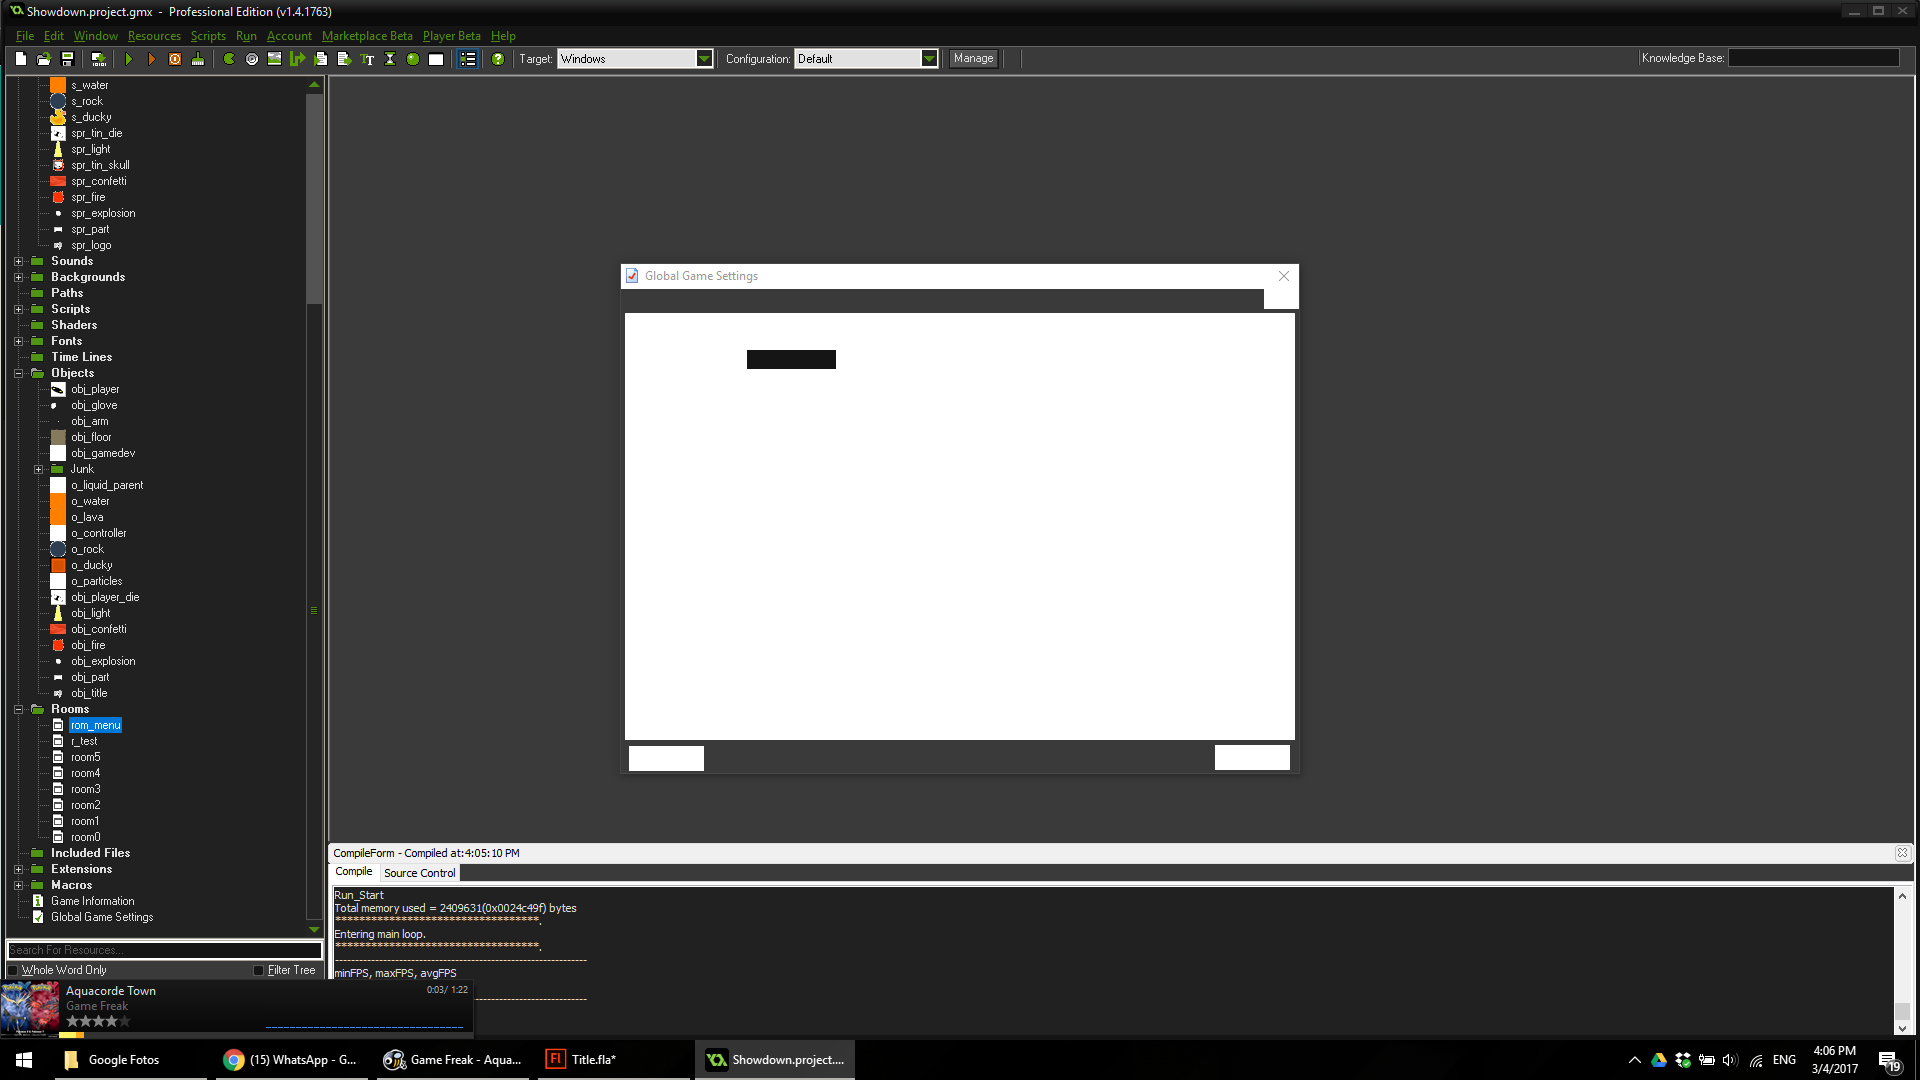 Showdown.project.gmx - Professional Edition (v1.4.1763)
File Edit Window Resources Scripts Run Account Marketplace Beta Player Beta Help
Target: Windows Configuration: Default Manage Knowledge Base:
s_water
s_rock
s_ducky
spr_tin_die
spr_light
spr_tin_skull
spr_confetti
spr_fire
spr_explosion
spr_part
spr_logo
Sounds
Backgrounds
Paths
Scripts
Shaders
Fonts
Time Lines
Objects
obj_player
obj_glove
obj_arm
obj_floor
obj_gamedev
Junk
o_liquid_parent
o_water
o_lava
o_controller
o_rock
o_ducky
o_particles
obj_player_die
obj_light
obj_confetti
obj_fire
obj_explosion
obj_part
obj_title
Rooms
rom_menu
r_test
room5
room4
room3
room2
room1
room0
Included Files
Extensions
Macros
Game Information
Global Game Settings
Search For Resources...
Whole Word Only Filter Tree
Global Game Settings
CompileForm - Compiled at:4:05:10 PM
Compile Source Control
Run_Start
Total memory used = 2409631(0x0024c49f) bytes
**********************************.
Entering main loop.
**********************************.
------------------------------------------------------------
minFPS, maxFPS, avgFPS
------------------------------------------------------------
Aquacorde Town 0:03/ 1:22
Game Freak
Google Fotos
(15) WhatsApp - G...
Game Freak - Aqua...
Title.fla*
Showdown.project....
ENG
4:06 PM
3/4/2017
19